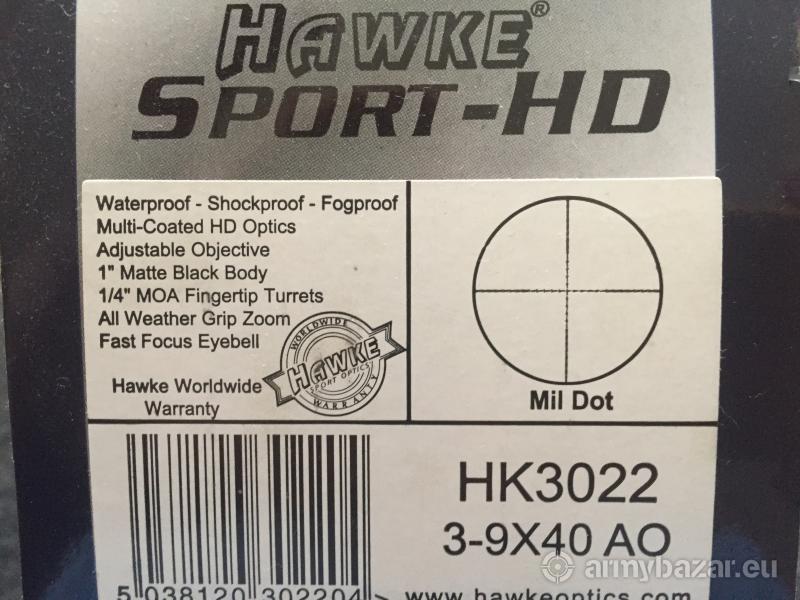 HAWKE®
SPORT-HD
Waterproof - Shockproof - Fogproof
Multi-Coated HD Optics
Adjustable Objective
1" Matte Black Body
1/4" MOA Fingertip Turrets
All Weather Grip Zoom
Fast Focus Eyebell
Hawke Worldwide
Warranty
WORLDWIDE
HAWKE
SPORT OPTICS
WARRANTY
Mil Dot
HK3022
3-9X40 AO
5 038120 302204
www.hawkeoptics.com
armybazar.eu